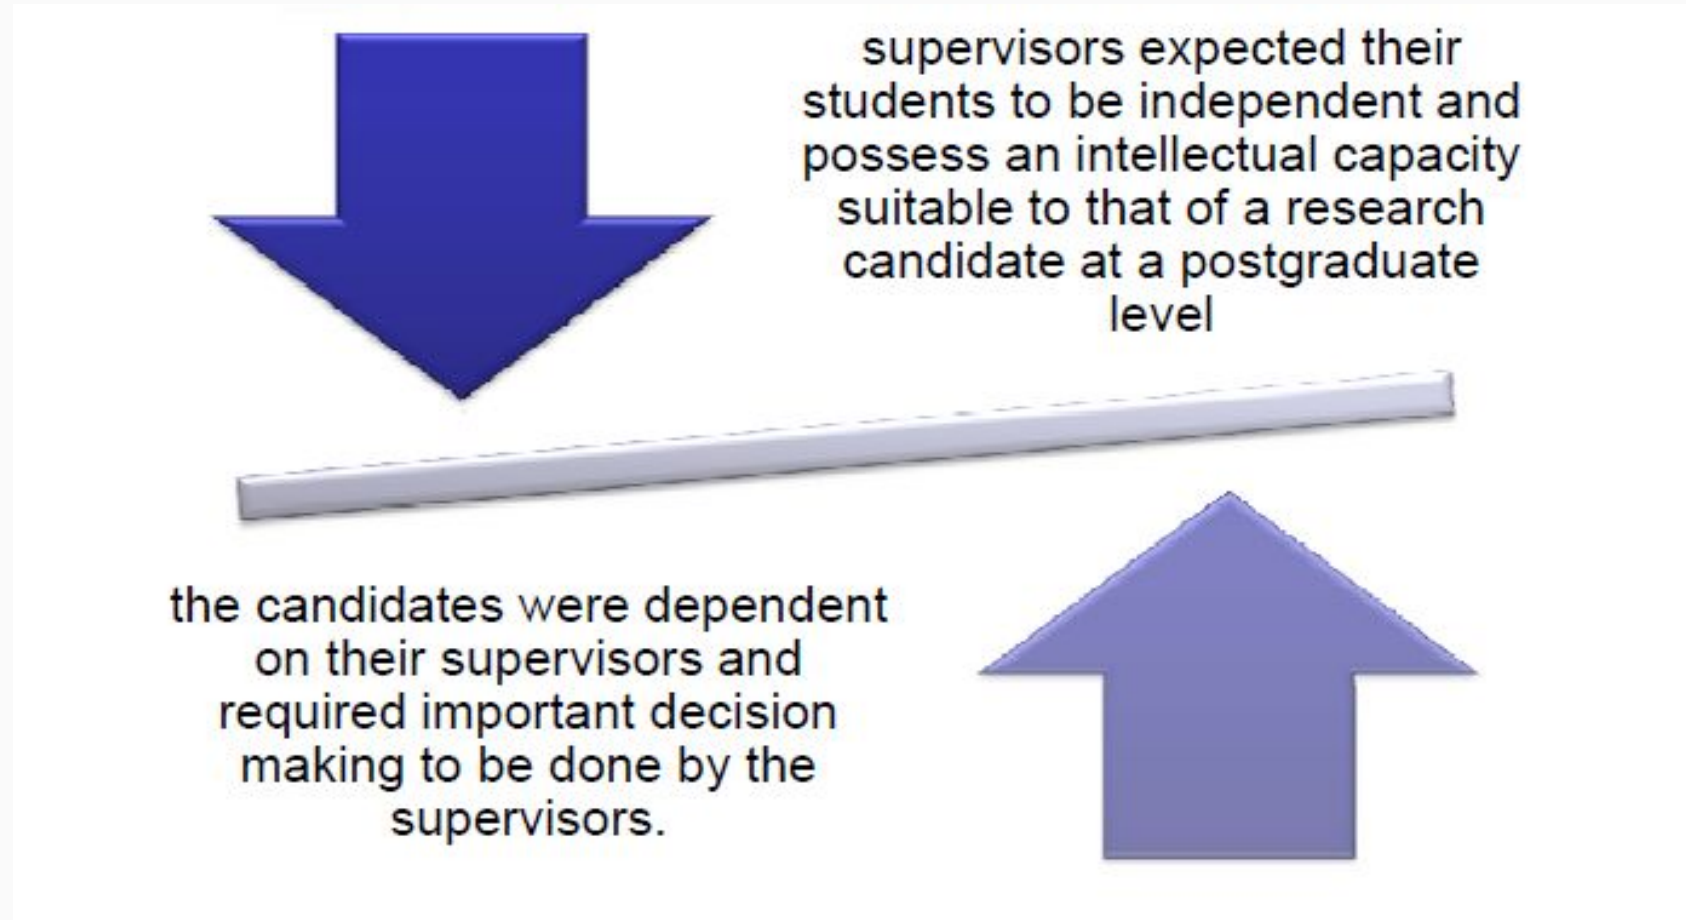 supervisors expected their
students to be independent and
possess an intellectual capacity
suitable to that of a research
candidate at a postgraduate
level
the candidates were dependent
on their supervisors and
required important decision
making to be done by the
supervisors.